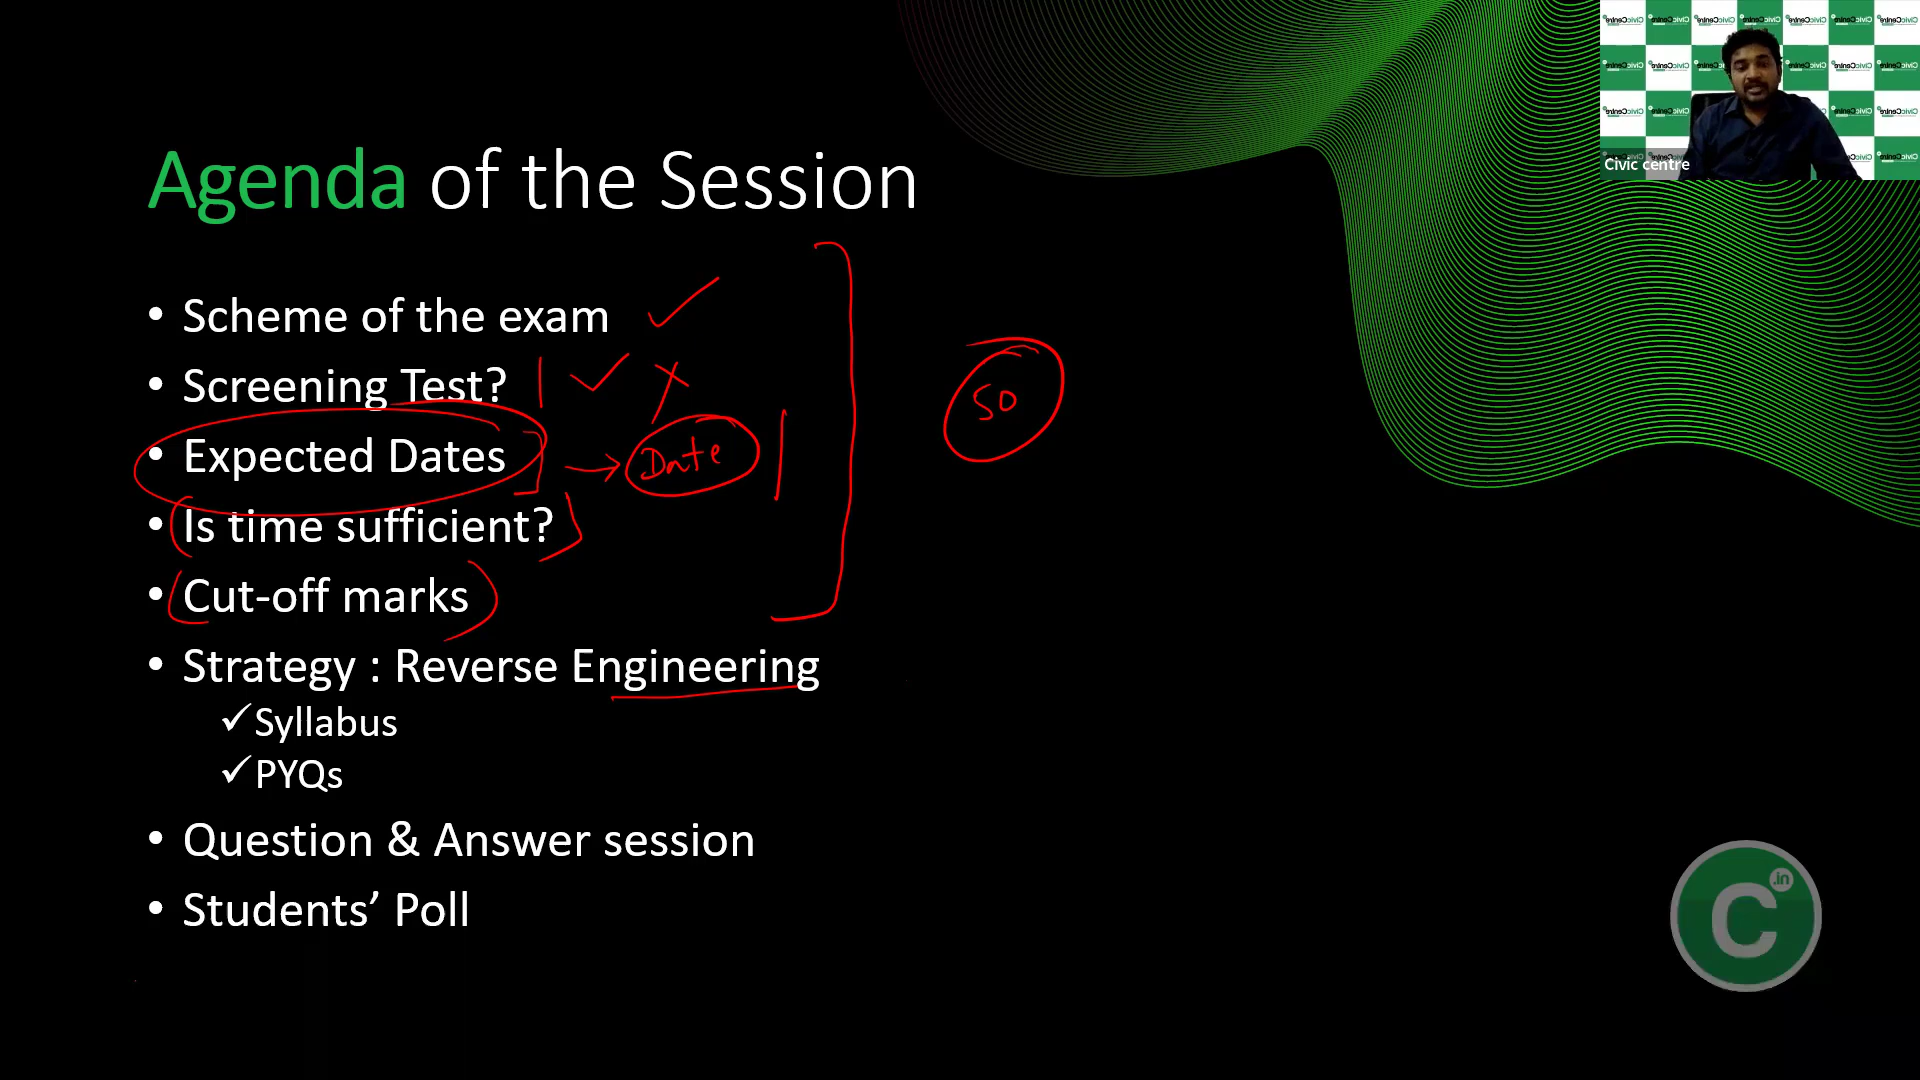 Agenda of the Session
• Scheme of the exam
• Screening Test?
• Expected Dates
Date
50
• Is time sufficient?
• Cut-off marks
• Strategy : Reverse Engineering
✓Syllabus
✓PYQs
• Question & Answer session
• Students’ Poll
Civic centre
C.in